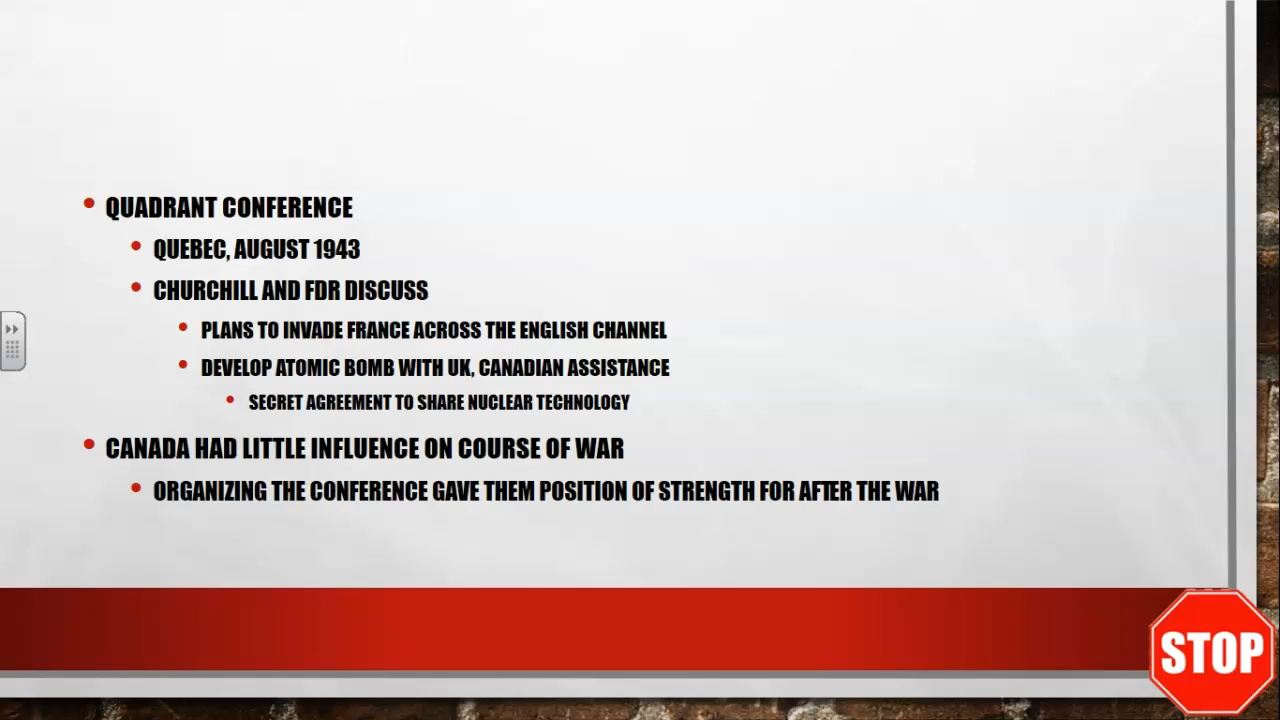 QUADRANT CONFERENCE
QUEBEC, AUGUST 1943
CHURCHILL AND FDR DISCUSS
PLANS TO INVADE FRANCE ACROSS THE ENGLISH CHANNEL
DEVELOP ATOMIC BOMB WITH UK, CANADIAN ASSISTANCE
SECRET AGREEMENT TO SHARE NUCLEAR TECHNOLOGY
CANADA HAD LITTLE INFLUENCE ON COURSE OF WAR
ORGANIZING THE CONFERENCE GAVE THEM POSITION OF STRENGTH FOR AFTER THE WAR
STOP